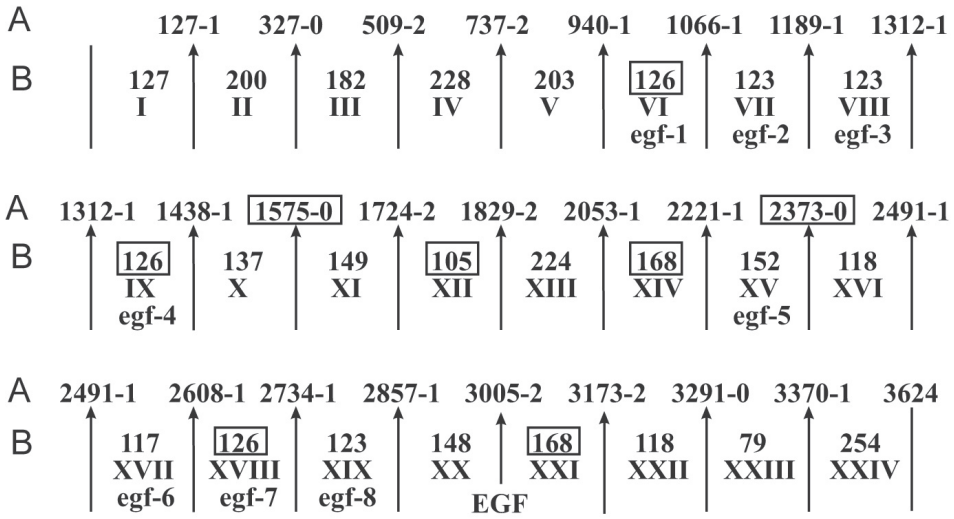 A 127-1 327-0 509-2 737-2 940-1 1066-1 1189-1 1312-1
B 127 200 182 228 203 126 123 123
I II III IV V VI VII VIII
egf-1 egf-2 egf-3
A 1312-1 1438-1 1575-0 1724-2 1829-2 2053-1 2221-1 2373-0 2491-1
B 126 137 149 105 224 168 152 118
IX X XI XII XIII XIV XV XVI
egf-4 egf-5
A 2491-1 2608-1 2734-1 2857-1 3005-2 3173-2 3291-0 3370-1 3624
B 117 126 123 148 168 118 79 254
XVII XVIII XIX XX XXI XXII XXIII XXIV
egf-6 egf-7 egf-8 EGF